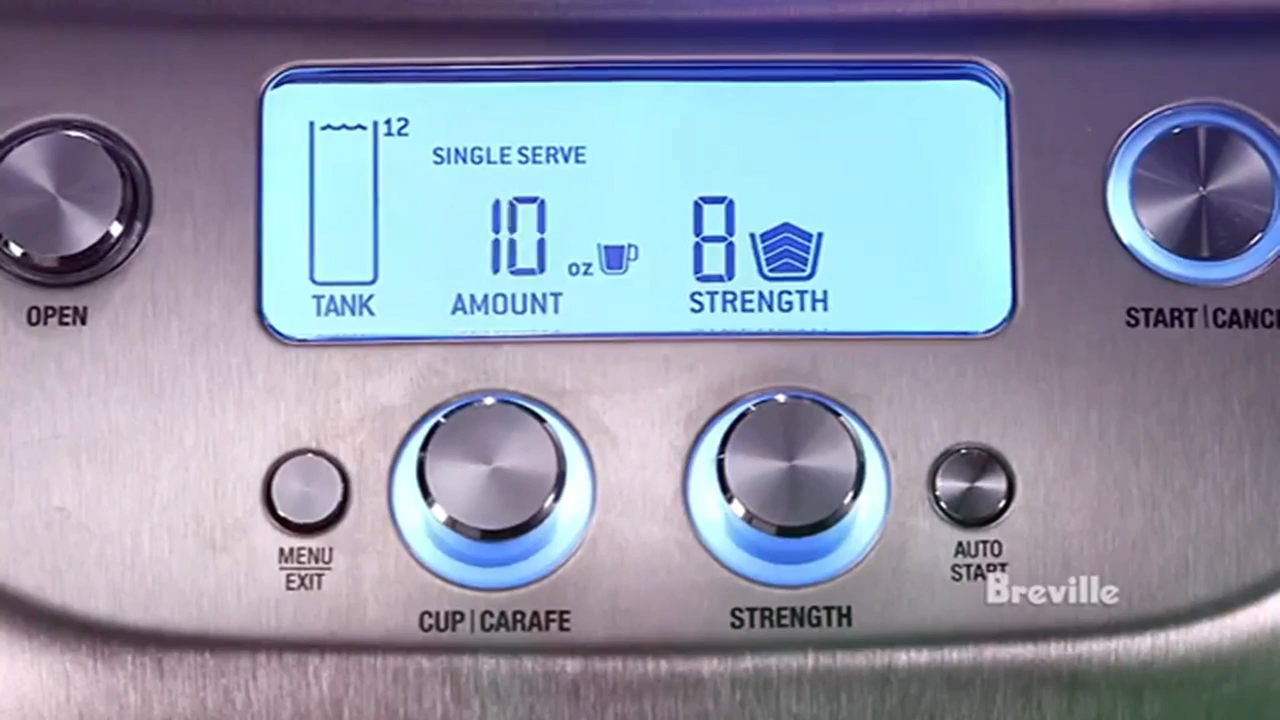 12
SINGLE SERVE
10 oz
8
TANK
AMOUNT
STRENGTH
OPEN
START|CANC
MENU
EXIT
CUP|CARAFE
STRENGTH
AUTO
START
Breville